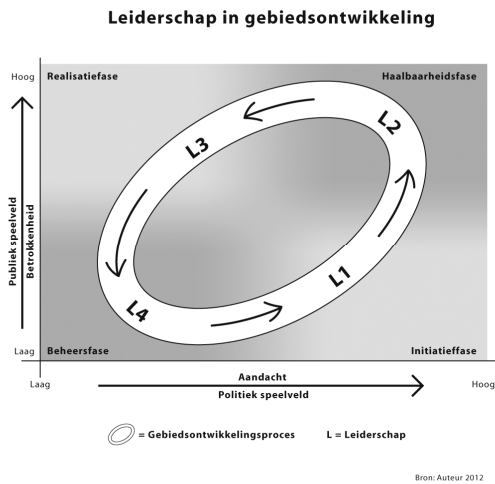 Leiderschap in gebiedsontwikkeling
Hoog
Realisatiefase
Haalbaarheidsfase
L2
L3
Publiek speelveld
Betrokkenheid
L1
L4
Laag
Beheersfase
Initiatieffase
Laag
Aandacht
Hoog
Politiek speelveld
= Gebiedsontwikkelingsproces
L = Leiderschap
Bron: Auteur 2012